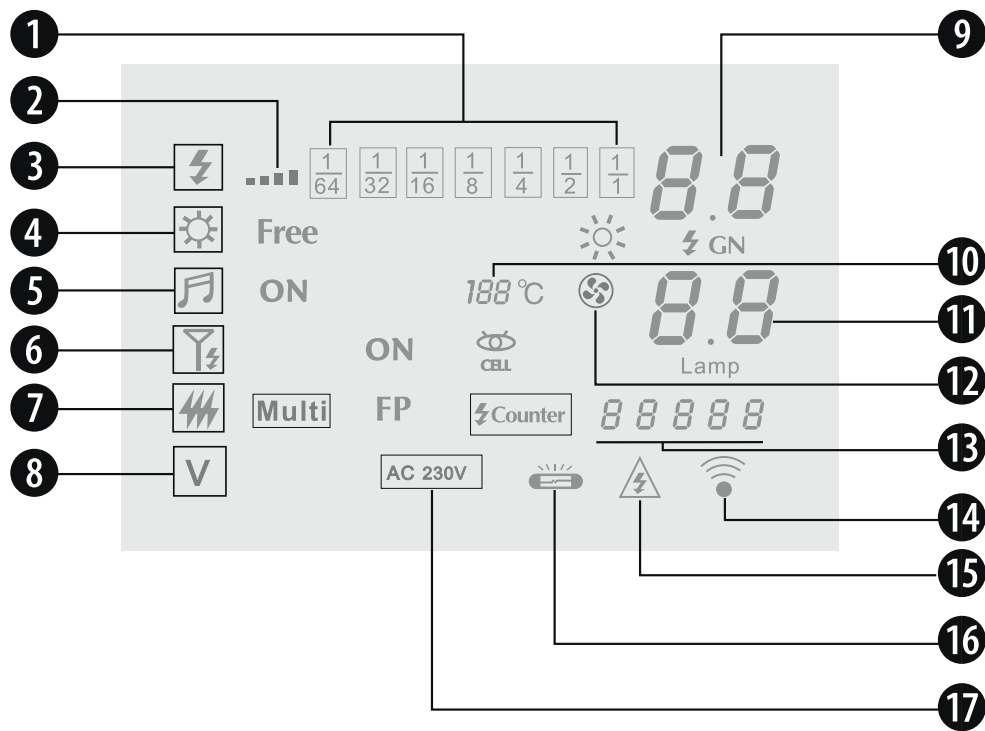 1
9
2
3
1/64 1/32 1/16 1/8 1/4 1/2 1/1
8.8
4
Free
GN
5
ON
188 °C
10
8.8
11
6
ON
CELL
Lamp
12
7
Multi
FP
Counter
88888
13
8
V
AC 230V
14
15
16
17